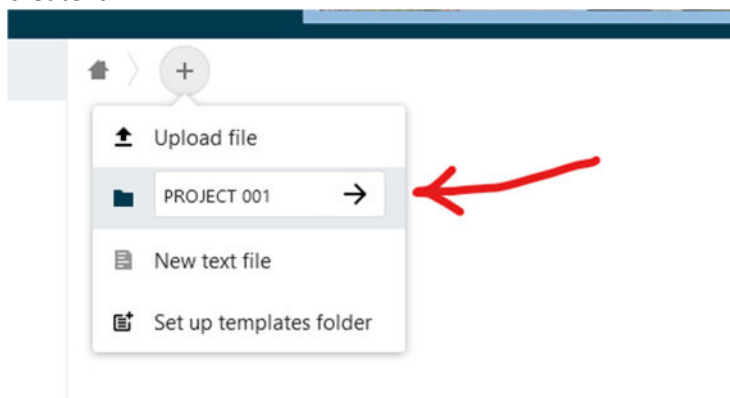 +
Upload file
PROJECT 001 →
New text file
Set up templates folder